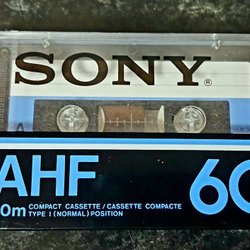 SONY®
AHF 60
0m COMPACT CASSETTE / CASSETTE COMPACTE
TYPE I (NORMAL) POSITION